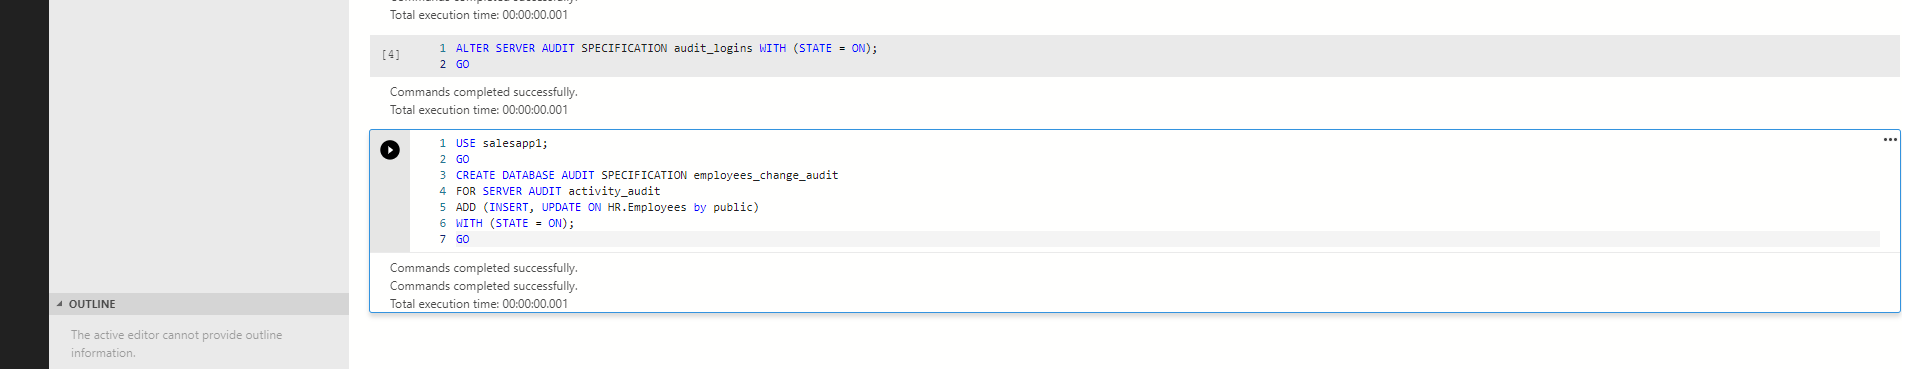 Commands completed successfully.
Total execution time: 00:00:00.001
[4]
1 ALTER SERVER AUDIT SPECIFICATION audit_logins WITH (STATE = ON);
2 GO
Commands completed successfully.
Total execution time: 00:00:00.001
1 USE salesapp1;
2 GO
3 CREATE DATABASE AUDIT SPECIFICATION employees_change_audit
4 FOR SERVER AUDIT activity_audit
5 ADD (INSERT, UPDATE ON HR.Employees by public)
6 WITH (STATE = ON);
7 GO
Commands completed successfully.
Commands completed successfully.
Total execution time: 00:00:00.001
OUTLINE
The active editor cannot provide outline
information.